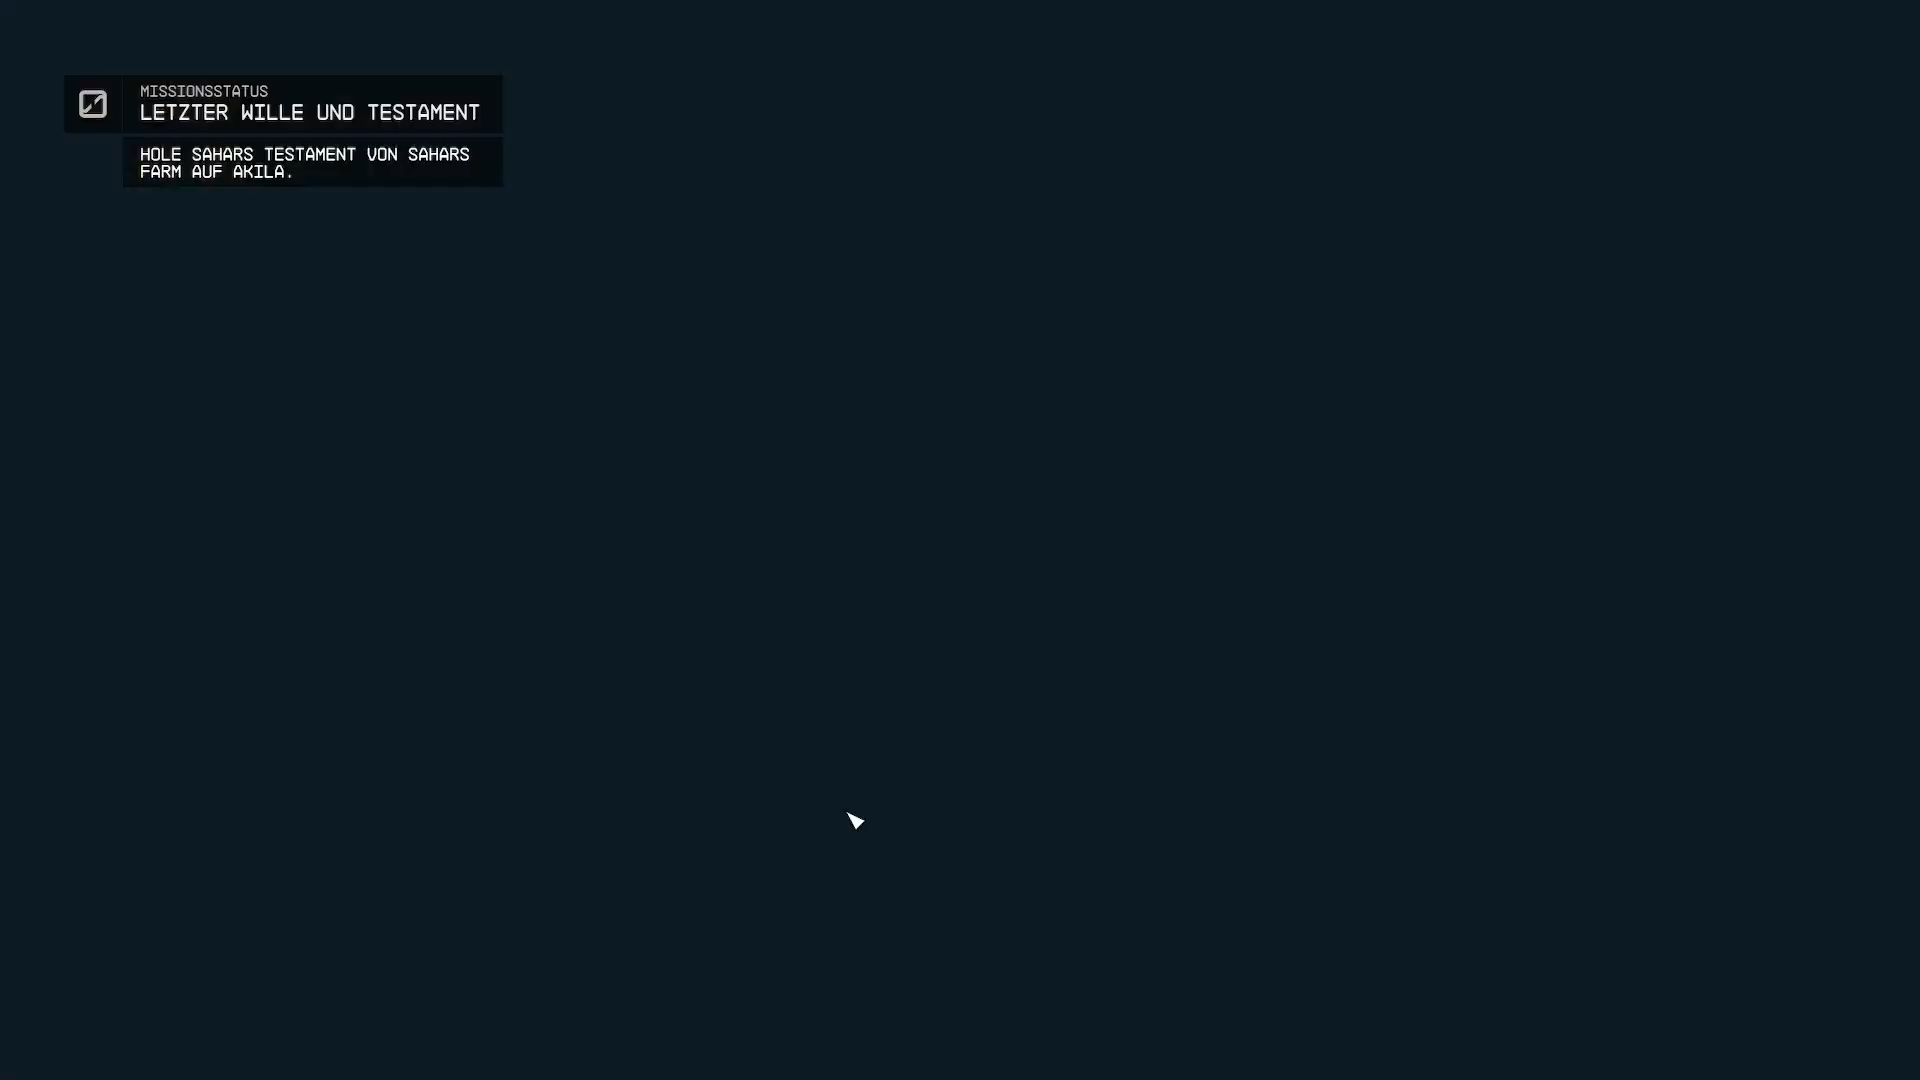 MISSIONSSTATUS
LETZTER WILLE UND TESTAMENT
HOLE SAHARS TESTAMENT VON SAHARS
FARM AUF AKILA.